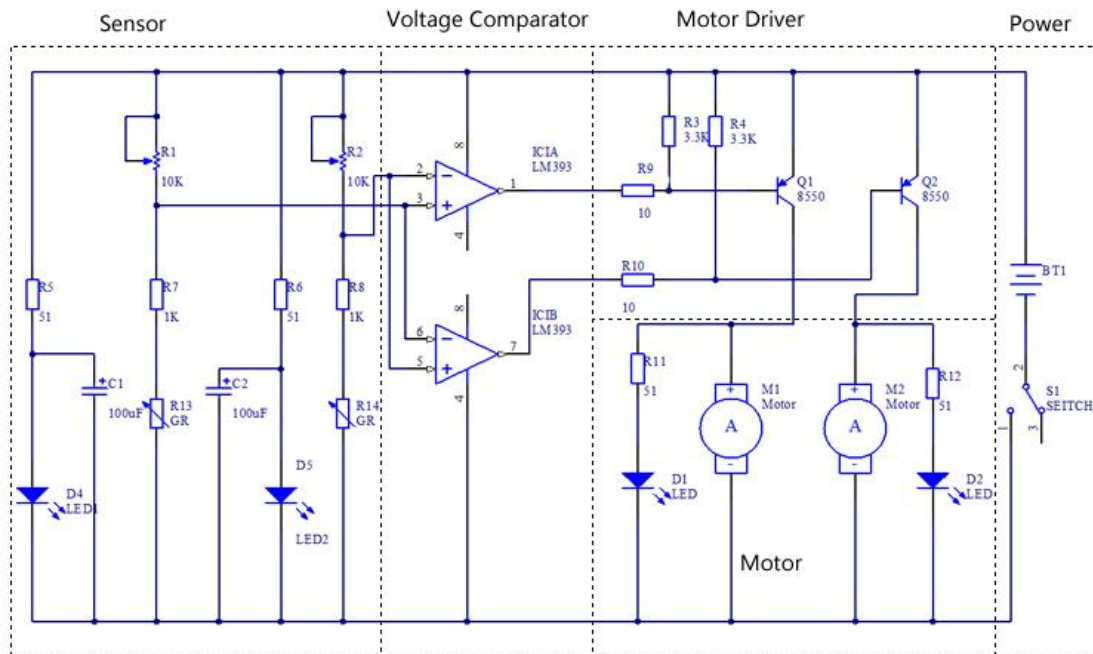 Sensor
Voltage Comparator
Motor Driver
Power
R1
10K
R2
10K
R5
51
R7
1K
R6
51
R8
1K
C1
100uF
R13
GR
C2
100uF
R14
GR
D4
LED1
D5
LED2
8
2
3
1
4
ICIA
LM393
8
6
5
7
4
ICIB
LM393
R3
3.3K
R4
3.3K
R9
10
R10
10
Q1
8550
Q2
8550
R11
51
M1
Motor
A
+
-
M2
Motor
A
+
-
R12
51
D1
LED
D2
LED
Motor
BT1
2
1
3
S1
SEITCH